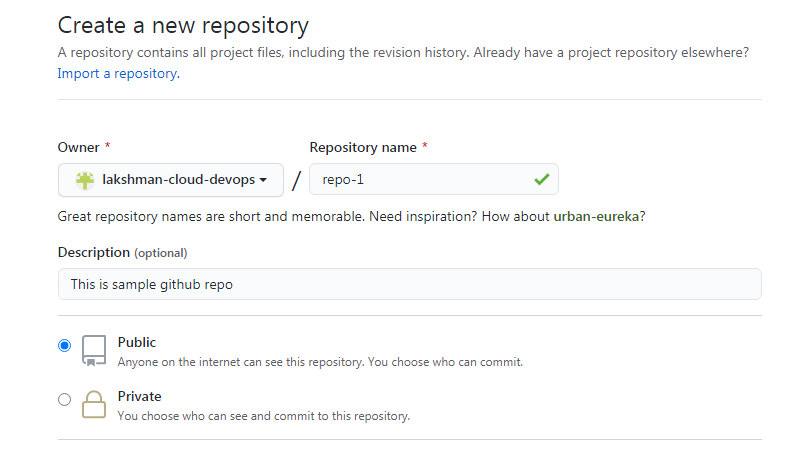 Create a new repository
A repository contains all project files, including the revision history. Already have a project repository elsewhere?
Import a repository.
Owner *
Repository name *
lakshman-cloud-devops
/
repo-1
Great repository names are short and memorable. Need inspiration? How about urban-eureka?
Description (optional)
This is sample github repo
Public
Anyone on the internet can see this repository. You choose who can commit.
Private
You choose who can see and commit to this repository.